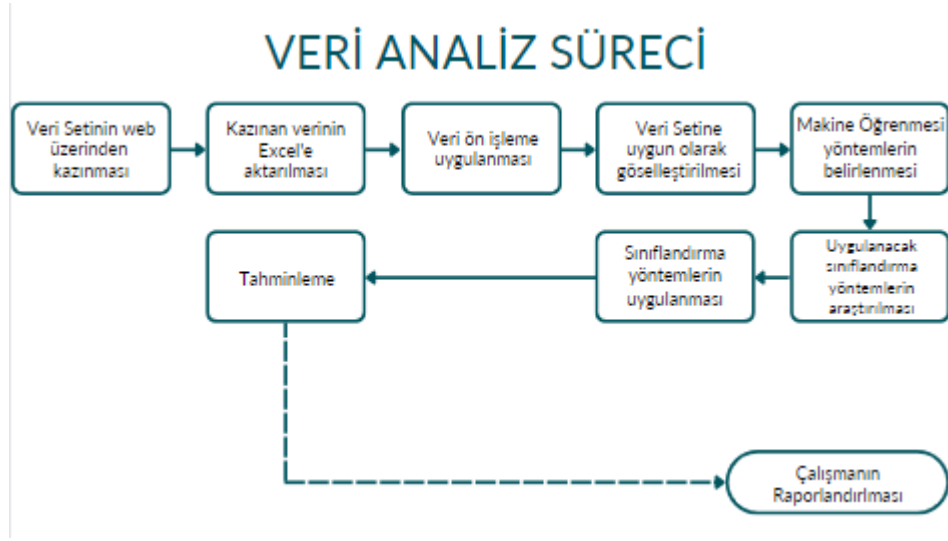 VERİ ANALİZ SÜRECİ
Veri Setinin web
üzerinden
kazınması
Kazınan verinin
Excel'e
aktarılması
Veri ön işleme
uygulanması
Veri Setine
uygun olarak
göselleştirilmesi
Makine Öğrenmesi
yöntemlerin
belirlenmesi
Uygulanacak
sınıflandırma
yöntemlerin
araştırılması
Sınıflandırma
yöntemlerin
uygulanması
Tahminleme
Çalışmanın
Raporlandırlması